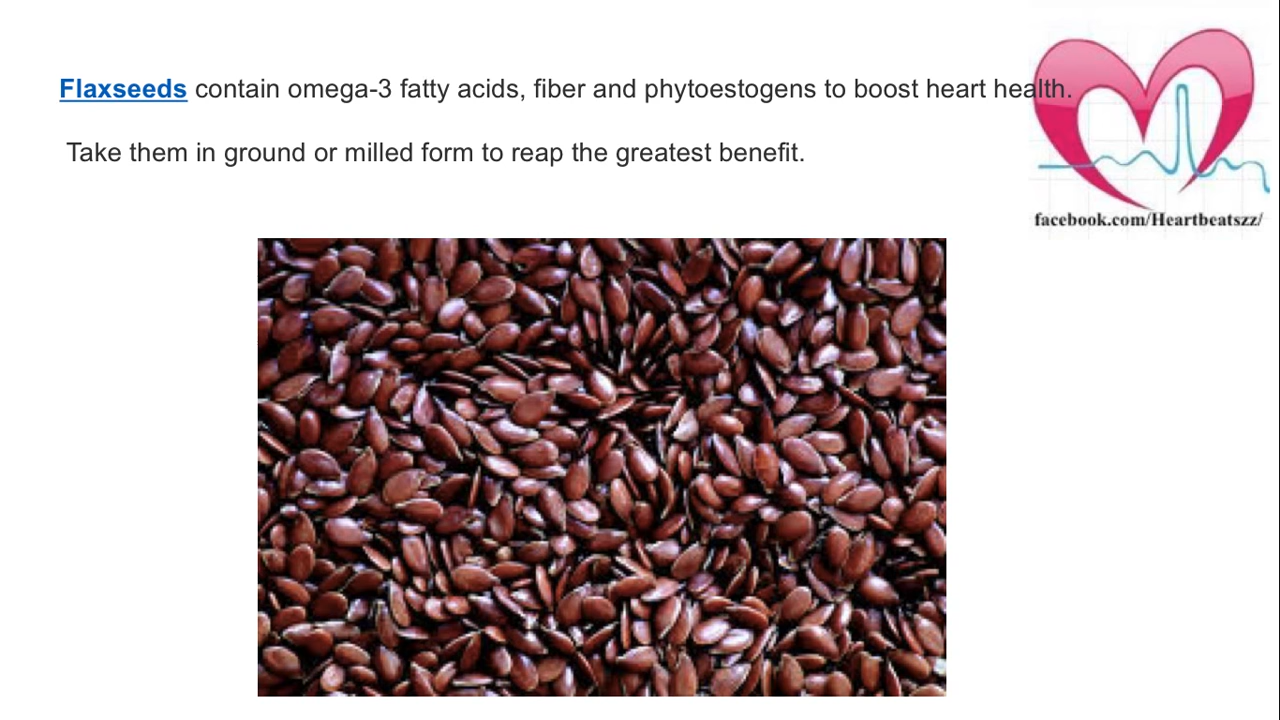 Flaxseeds contain omega-3 fatty acids, fiber and phytoestogens to boost heart health.
Take them in ground or milled form to reap the greatest benefit.
facebook.com/Heartbeatszz/